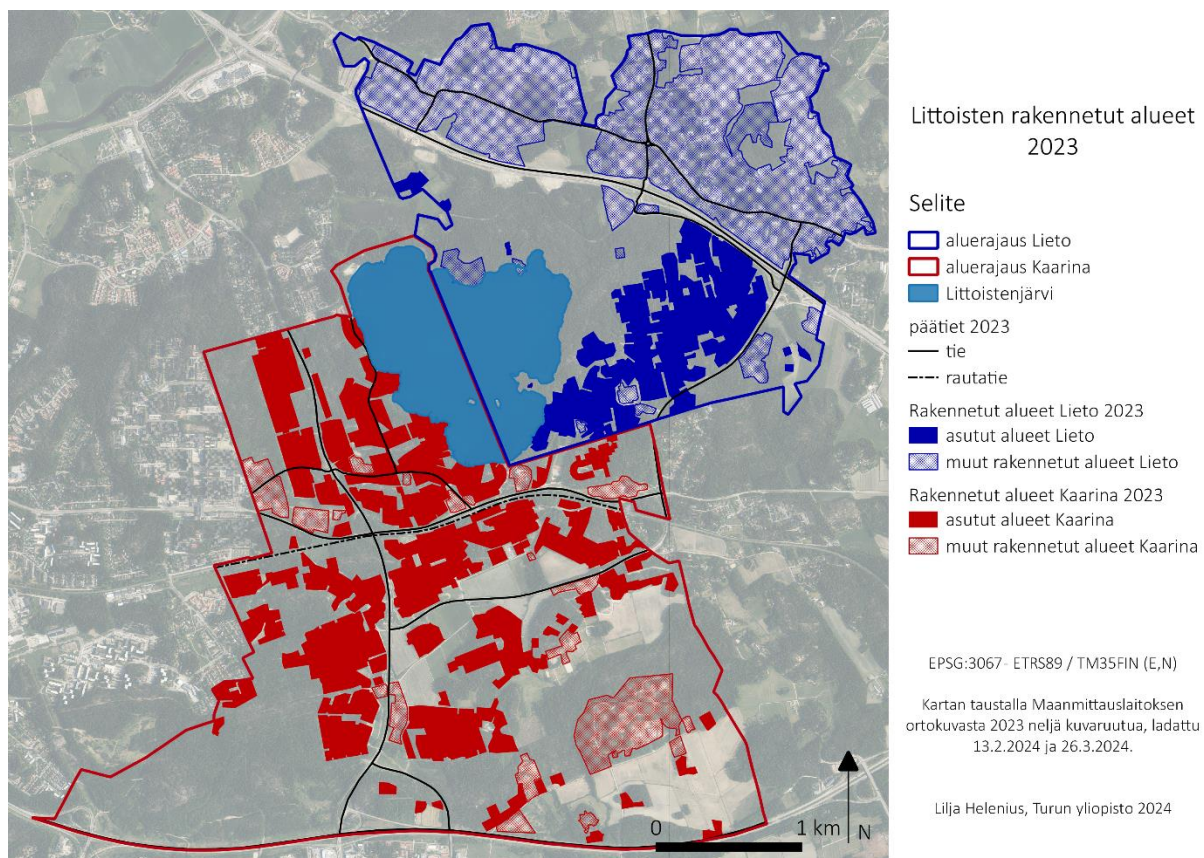 Littoisten rakennetut alueet
2023
Selite
aluerajaus Lieto
aluerajaus Kaarina
Littoistenjärvi
päätiet 2023
tie
rautatie
Rakennetut alueet Lieto 2023
asutut alueet Lieto
muut rakennetut alueet Lieto
Rakennetut alueet Kaarina 2023
asutut alueet Kaarina
muut rakennetut alueet Kaarina
EPSG:3067 - ETRS89 / TM35FIN (E,N)
Kartan taustalla Maanmittauslaitoksen
ortokuvasta 2023 neljä kuvaruutua, ladattu
13.2.2024 ja 26.3.2024.
Lilja Helenius, Turun yliopisto 2024
0 1 km N